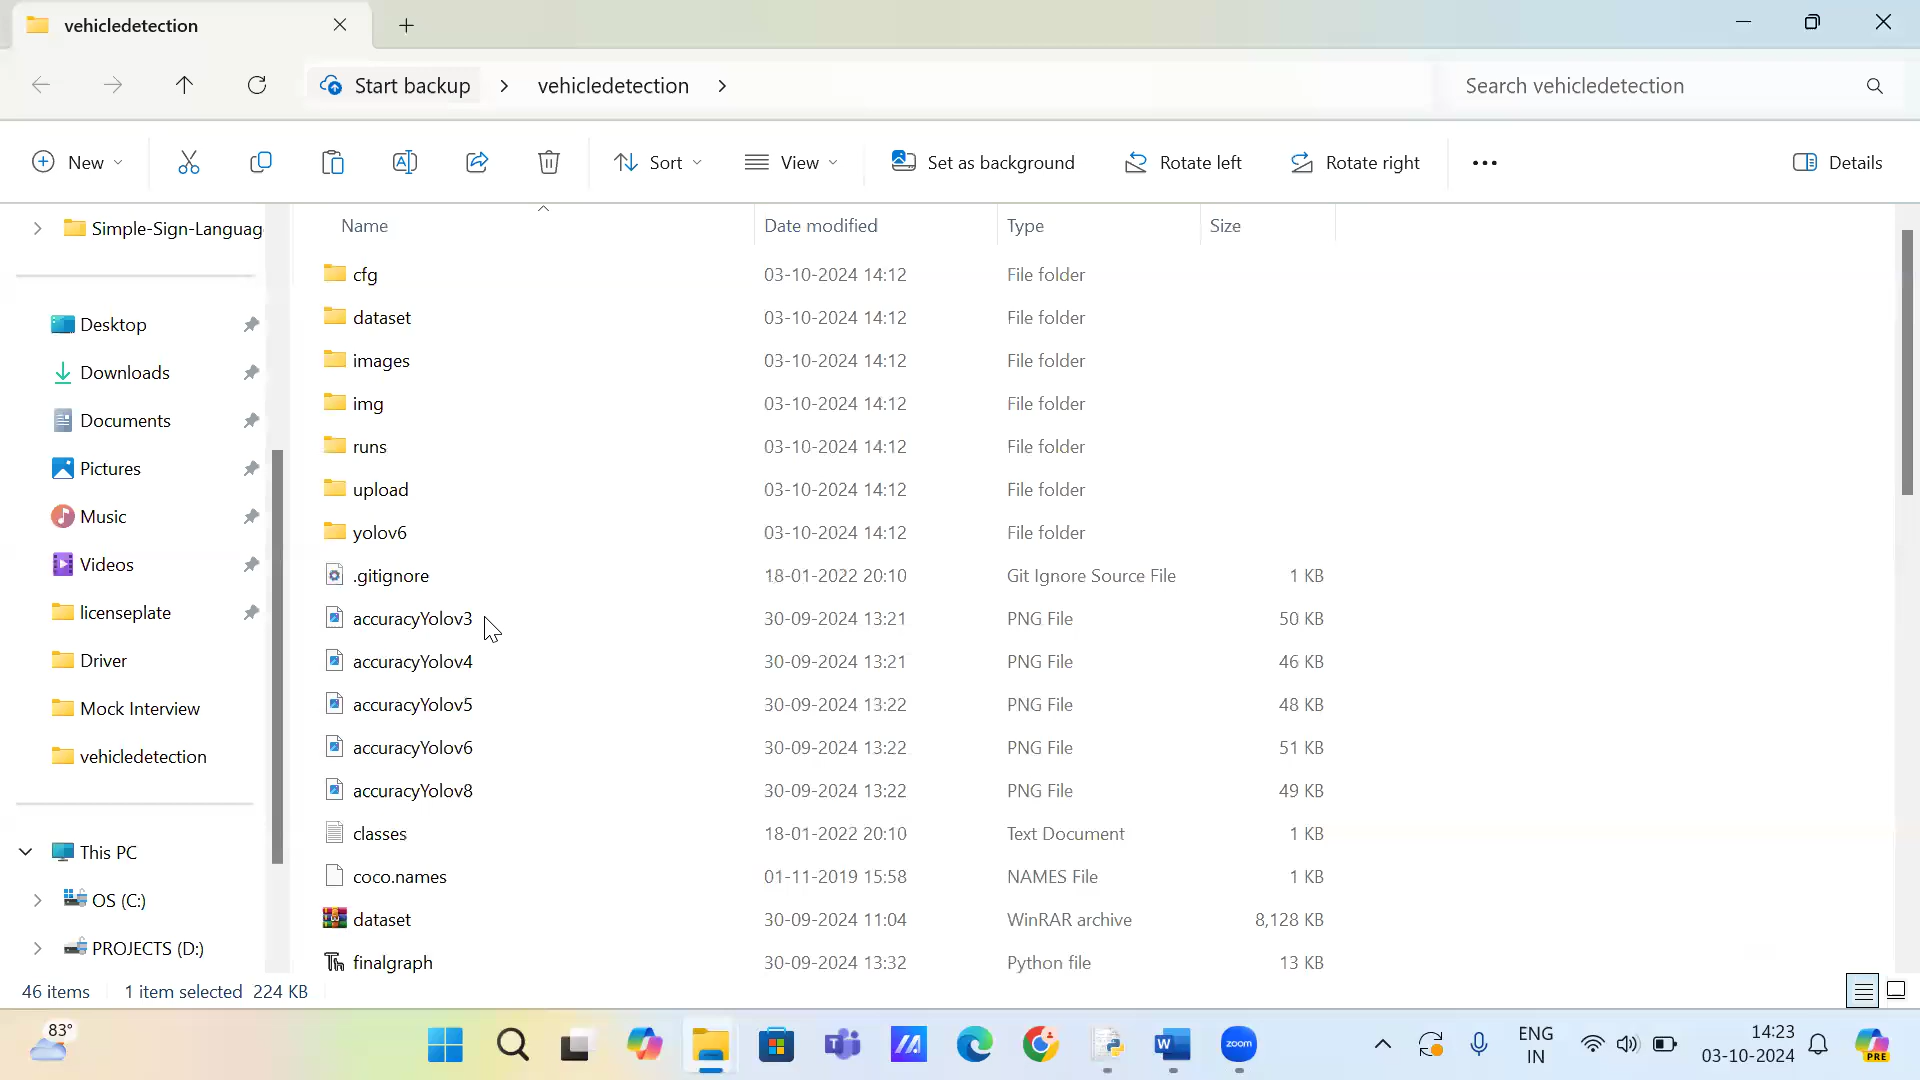 vehicledetection
Start backup > vehicledetection >
Search vehicledetection
New
Sort
View
Set as background
Rotate left
Rotate right
Details
Simple-Sign-Languag
Desktop
Downloads
Documents
Pictures
Music
Videos
licenseplate
Driver
Mock Interview
vehicledetection
This PC
OS (C:)
PROJECTS (D:)
Name Date modified Type Size
cfg 03-10-2024 14:12 File folder
dataset 03-10-2024 14:12 File folder
images 03-10-2024 14:12 File folder
img 03-10-2024 14:12 File folder
runs 03-10-2024 14:12 File folder
upload 03-10-2024 14:12 File folder
yolov6 03-10-2024 14:12 File folder
.gitignore 18-01-2022 20:10 Git Ignore Source File 1 KB
accuracyYolov3 30-09-2024 13:21 PNG File 50 KB
accuracyYolov4 30-09-2024 13:21 PNG File 46 KB
accuracyYolov5 30-09-2024 13:22 PNG File 48 KB
accuracyYolov6 30-09-2024 13:22 PNG File 51 KB
accuracyYolov8 30-09-2024 13:22 PNG File 49 KB
classes 18-01-2022 20:10 Text Document 1 KB
coco.names 01-11-2019 15:58 NAMES File 1 KB
dataset 30-09-2024 11:04 WinRAR archive 8,128 KB
finalgraph 30-09-2024 13:32 Python file 13 KB
46 items 1 item selected 224 KB
83°
zoom
ENG
IN
14:23
03-10-2024
PRE